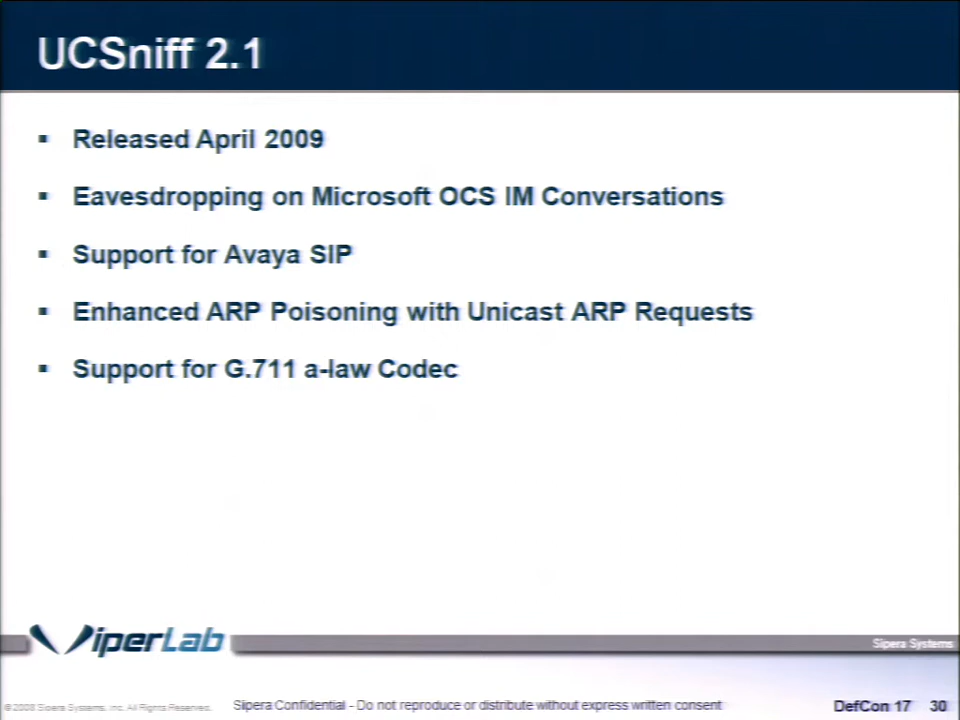 UCSniff 2.1
▪ Released April 2009
▪ Eavesdropping on Microsoft OCS IM Conversations
▪ Support for Avaya SIP
▪ Enhanced ARP Poisoning with Unicast ARP Requests
▪ Support for G.711 a-law Codec
ViperLab
Sipera Systems
© 2008 Sipera Systems, Inc. All Rights Reserved.
Sipera Confidential - Do not reproduce or distribute without express written consent
DefCon 17 30